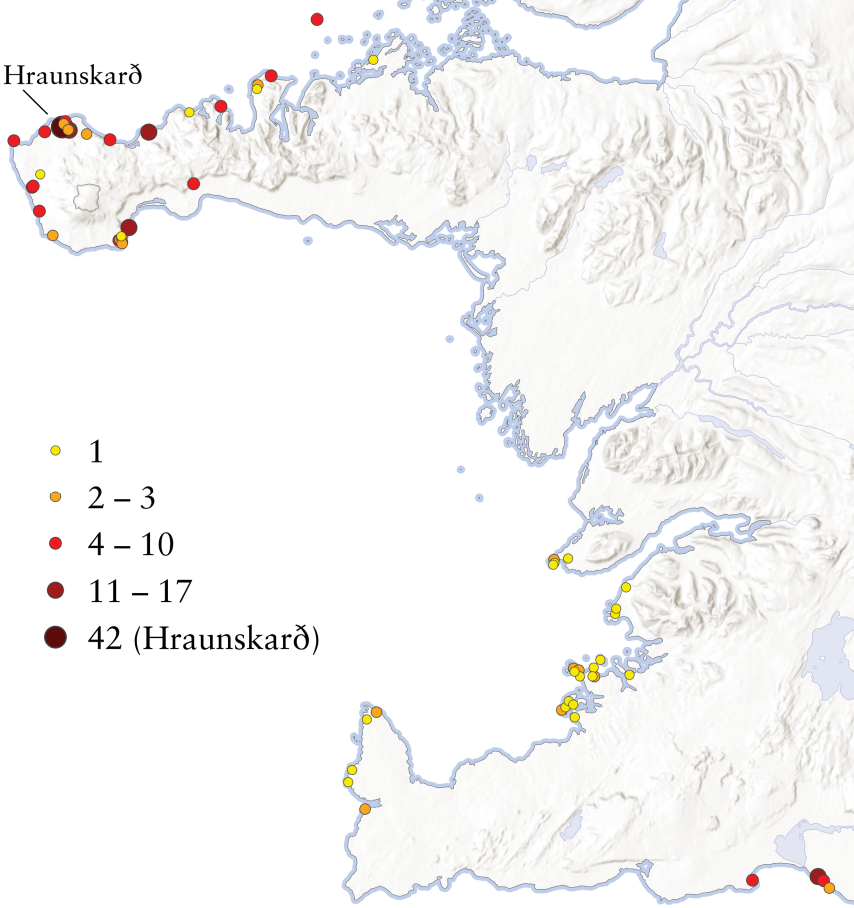 Hraunskarð
1
2 – 3
4 – 10
11 – 17
42 (Hraunskarð)